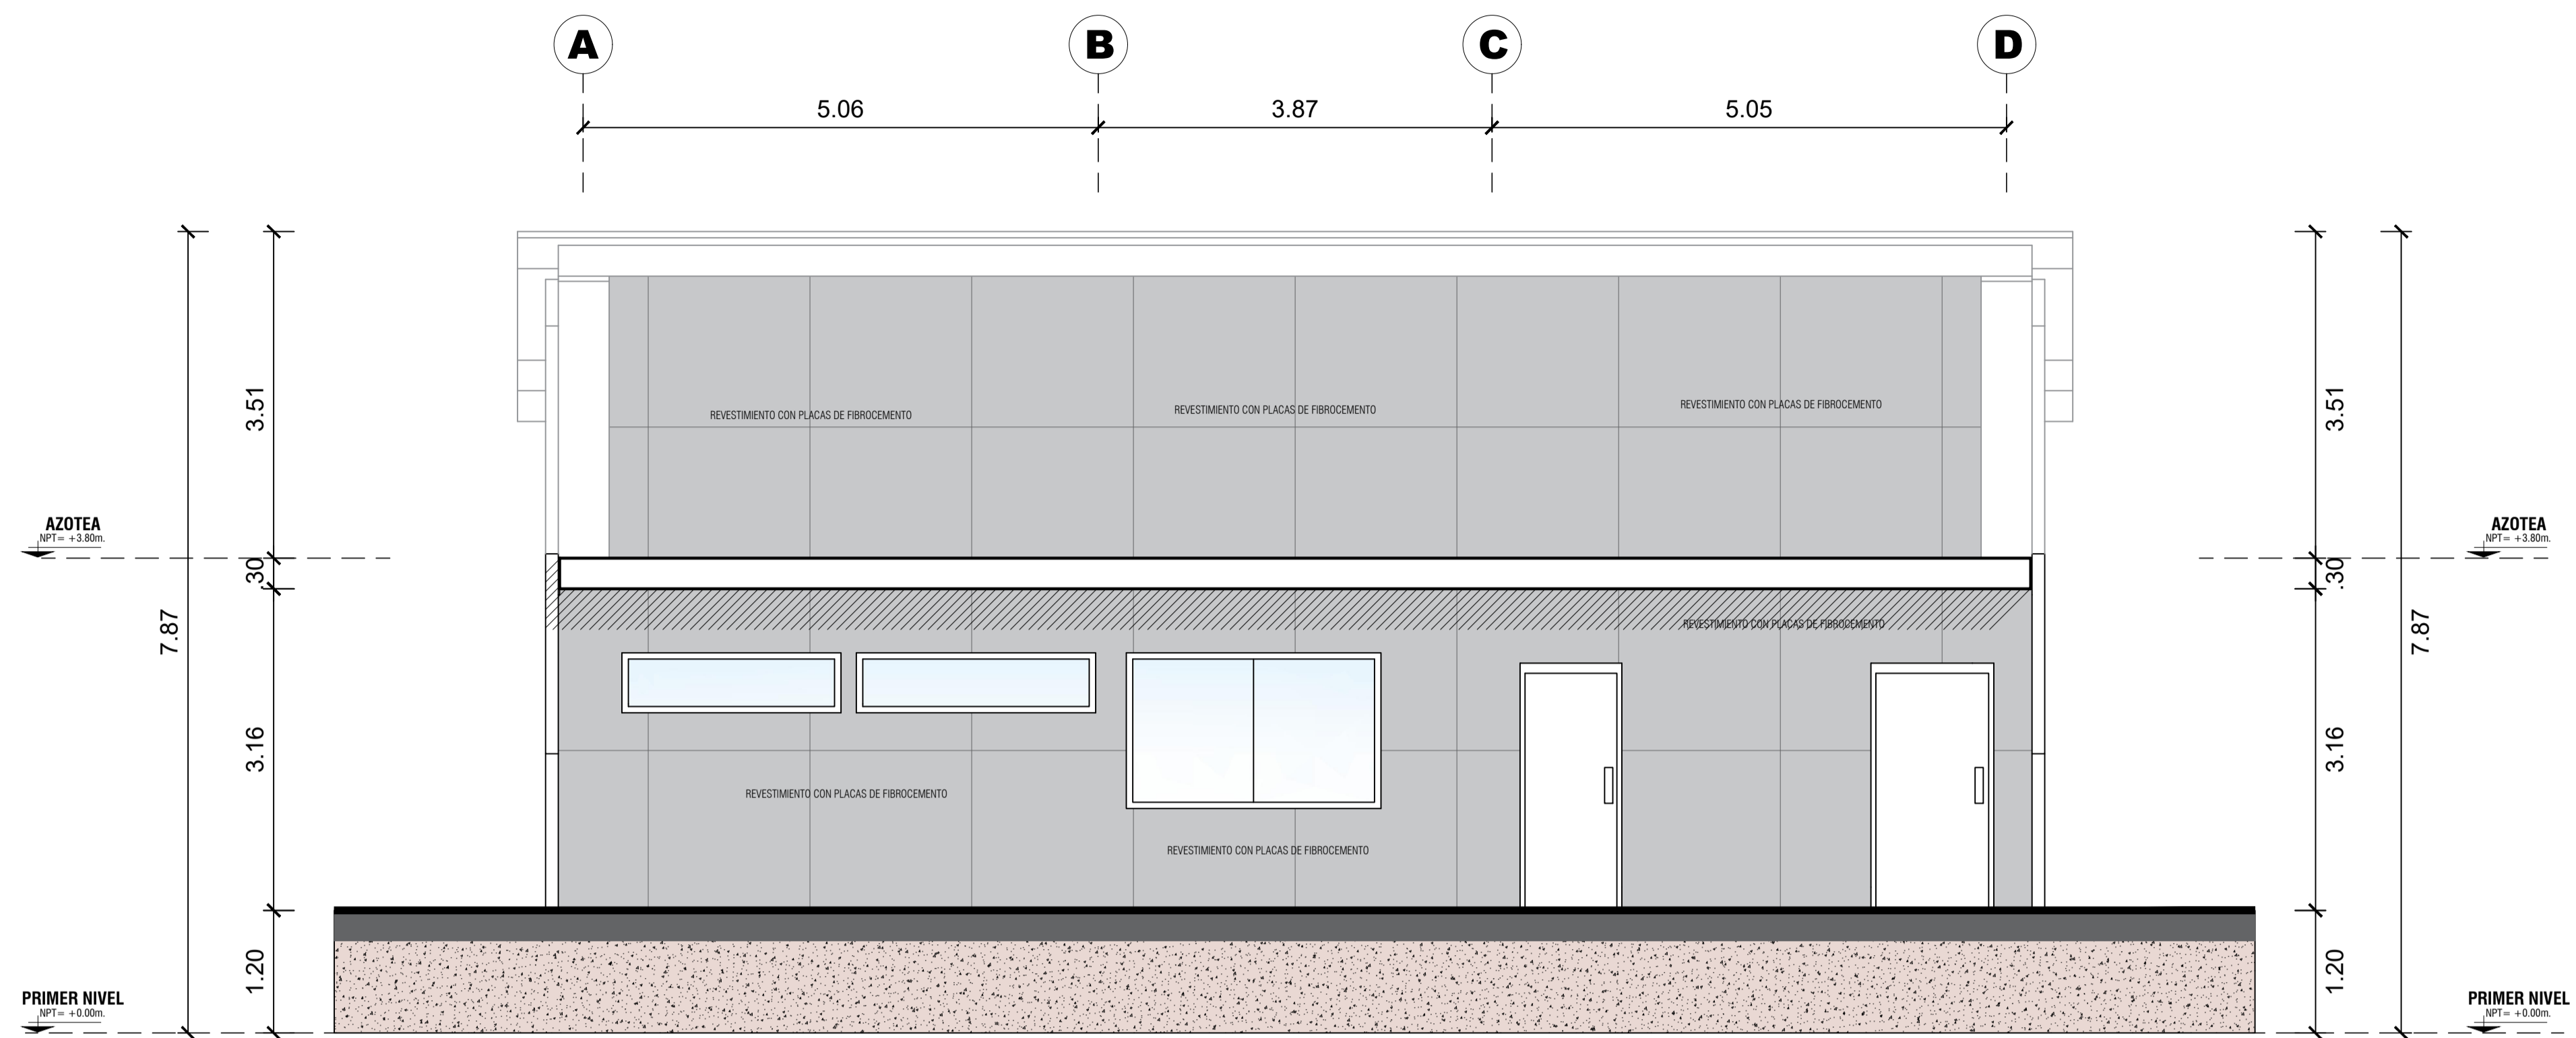 A B C D
5.06 3.87 5.05
REVESTIMIENTO CON PLACAS DE FIBROCEMENTO
REVESTIMIENTO CON PLACAS DE FIBROCEMENTO
REVESTIMIENTO CON PLACAS DE FIBROCEMENTO
3.51
3.51
AZOTEA
NPT= +3.80m.
AZOTEA
NPT= +3.80m.
.30
.30
7.87
7.87
REVESTIMIENTO CON PLACAS DE FIBROCEMENTO
3.16
3.16
REVESTIMIENTO CON PLACAS DE FIBROCEMENTO
REVESTIMIENTO CON PLACAS DE FIBROCEMENTO
1.20
1.20
PRIMER NIVEL
NPT= +0.00m.
PRIMER NIVEL
NPT= +0.00m.